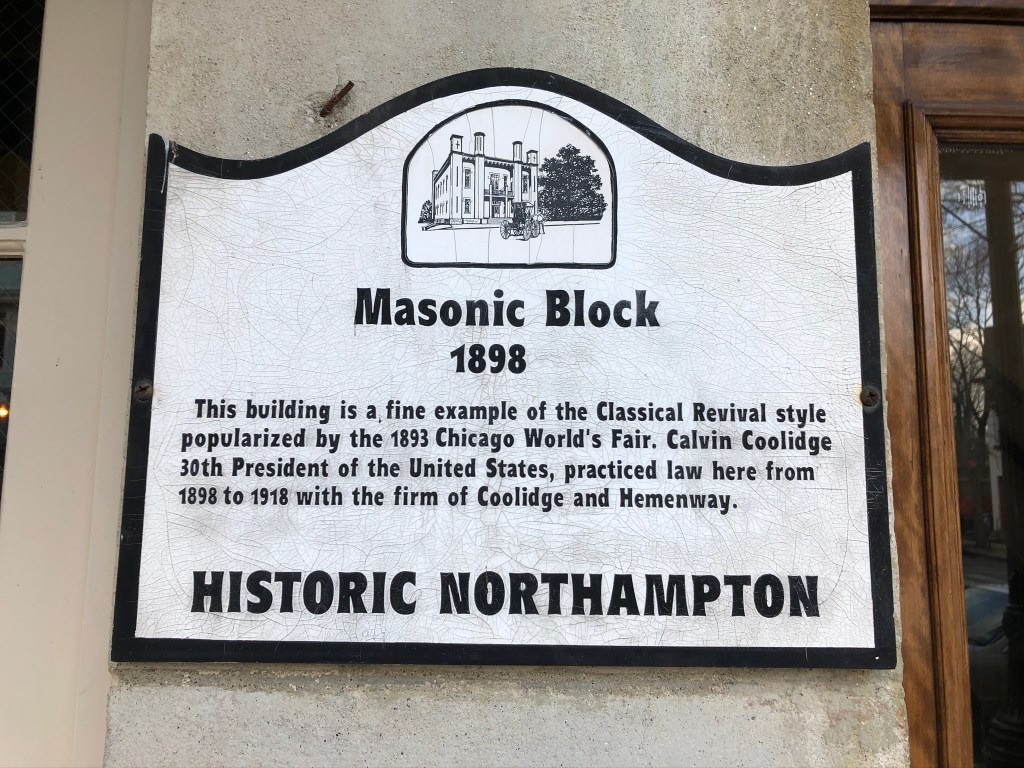 Masonic Block
1898
This building is a fine example of the Classical Revival style
popularized by the 1893 Chicago World's Fair. Calvin Coolidge
30th President of the United States, practiced law here from
1898 to 1918 with the firm of Coolidge and Hemenway.
HISTORIC NORTHAMPTON